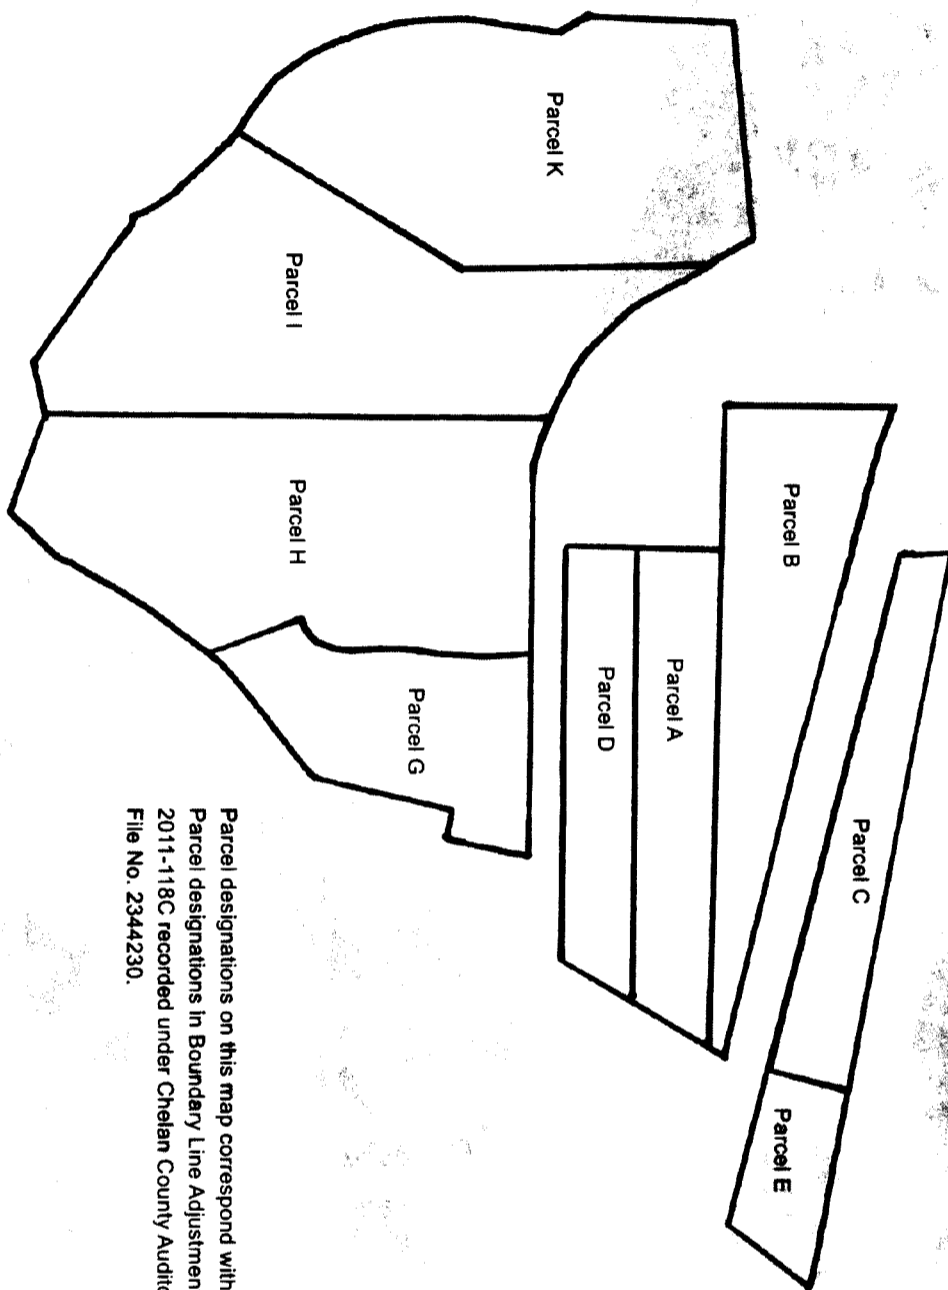 Parcel C
Parcel B
Parcel E
Parcel A
Parcel D
Parcel K
Parcel G
Parcel H
Parcel I
Parcel designations on this map correspond with
Parcel designations in Boundary Line Adjustmen
2011-118C recorded under Chelan County Audito
File No. 2344230.